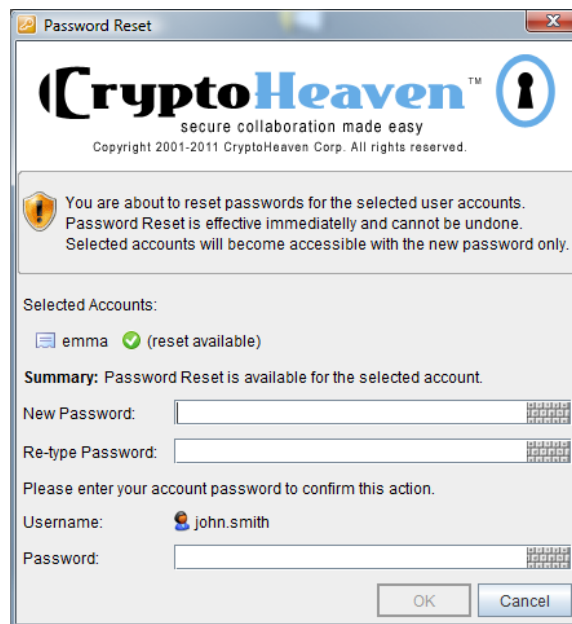 Password Reset
CryptoHeaven™
secure collaboration made easy
Copyright 2001-2011 CryptoHeaven Corp. All rights reserved.
You are about to reset passwords for the selected user accounts.
Password Reset is effective immediatelly and cannot be undone.
Selected accounts will become accessible with the new password only.
Selected Accounts:
emma (reset available)
Summary: Password Reset is available for the selected account.
New Password:
Re-type Password:
Please enter your account password to confirm this action.
Username: john.smith
Password:
OK Cancel